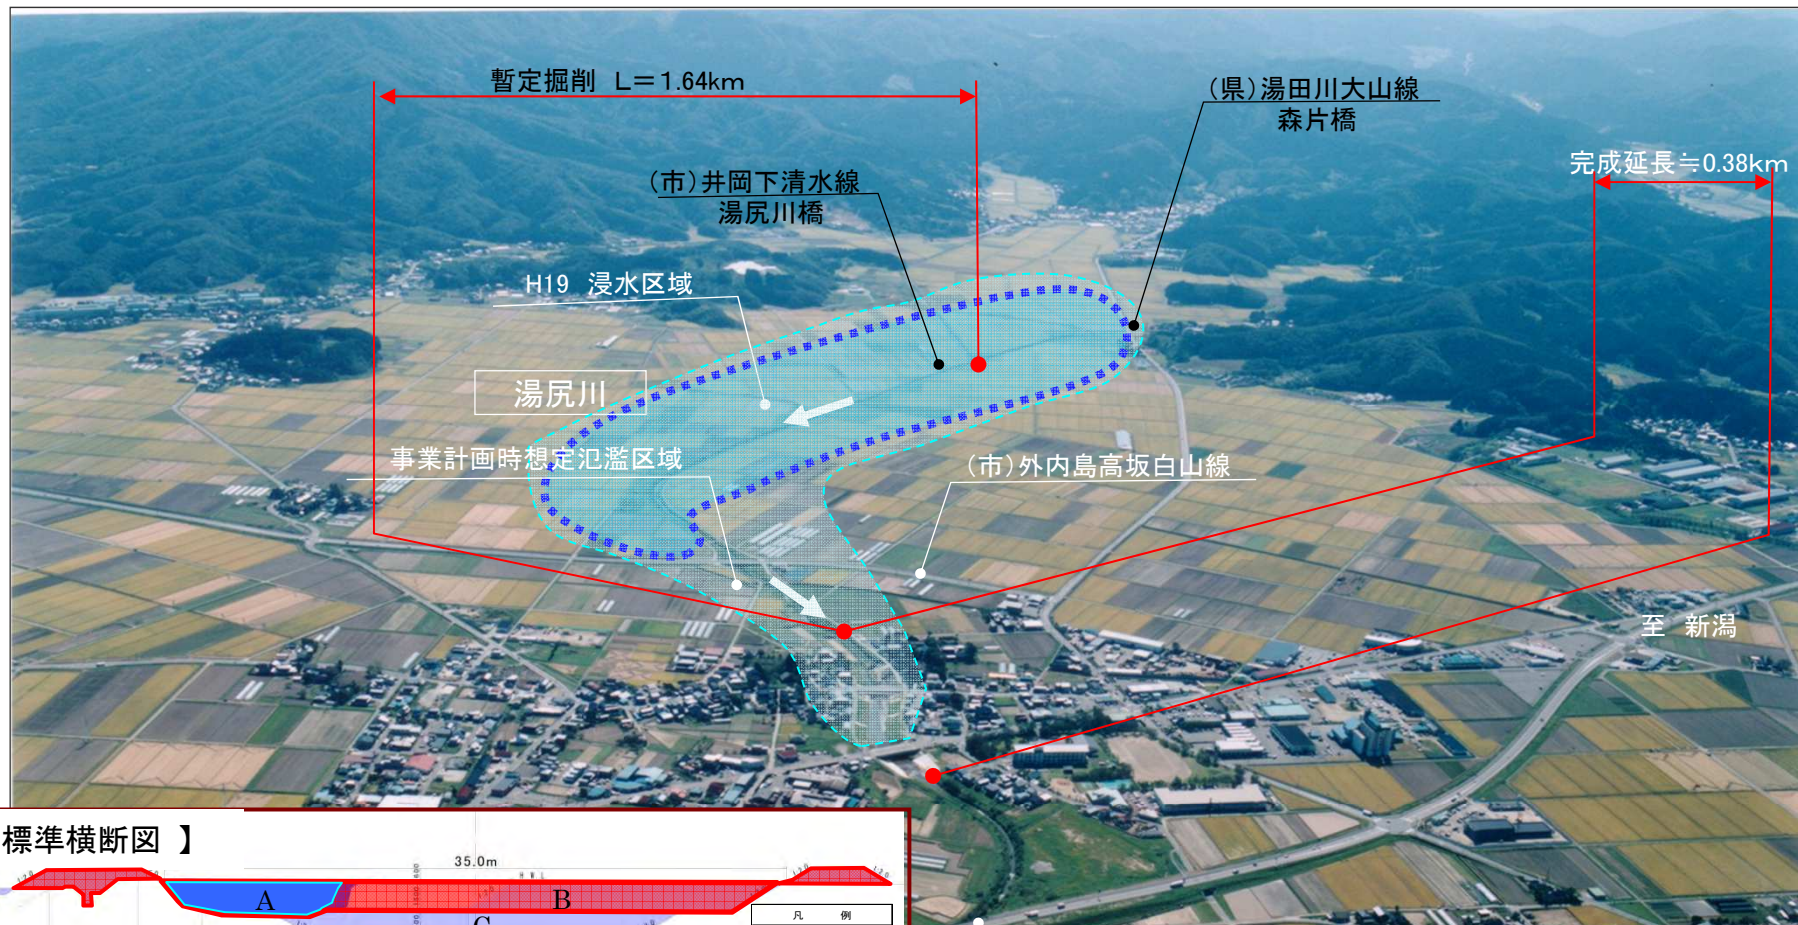 暫定掘削 L=1.64km
(県)湯田川大山線
森片橋
完成延長≒0.38km
(市)井岡下清水線
湯尻川橋
H19 浸水区域
湯尻川
事業計画時想定氾濫区域
(市)外内島高坂白山線
至 新潟
標準横断図 】
35.0m
H.W.L
A
B
C
凡 例